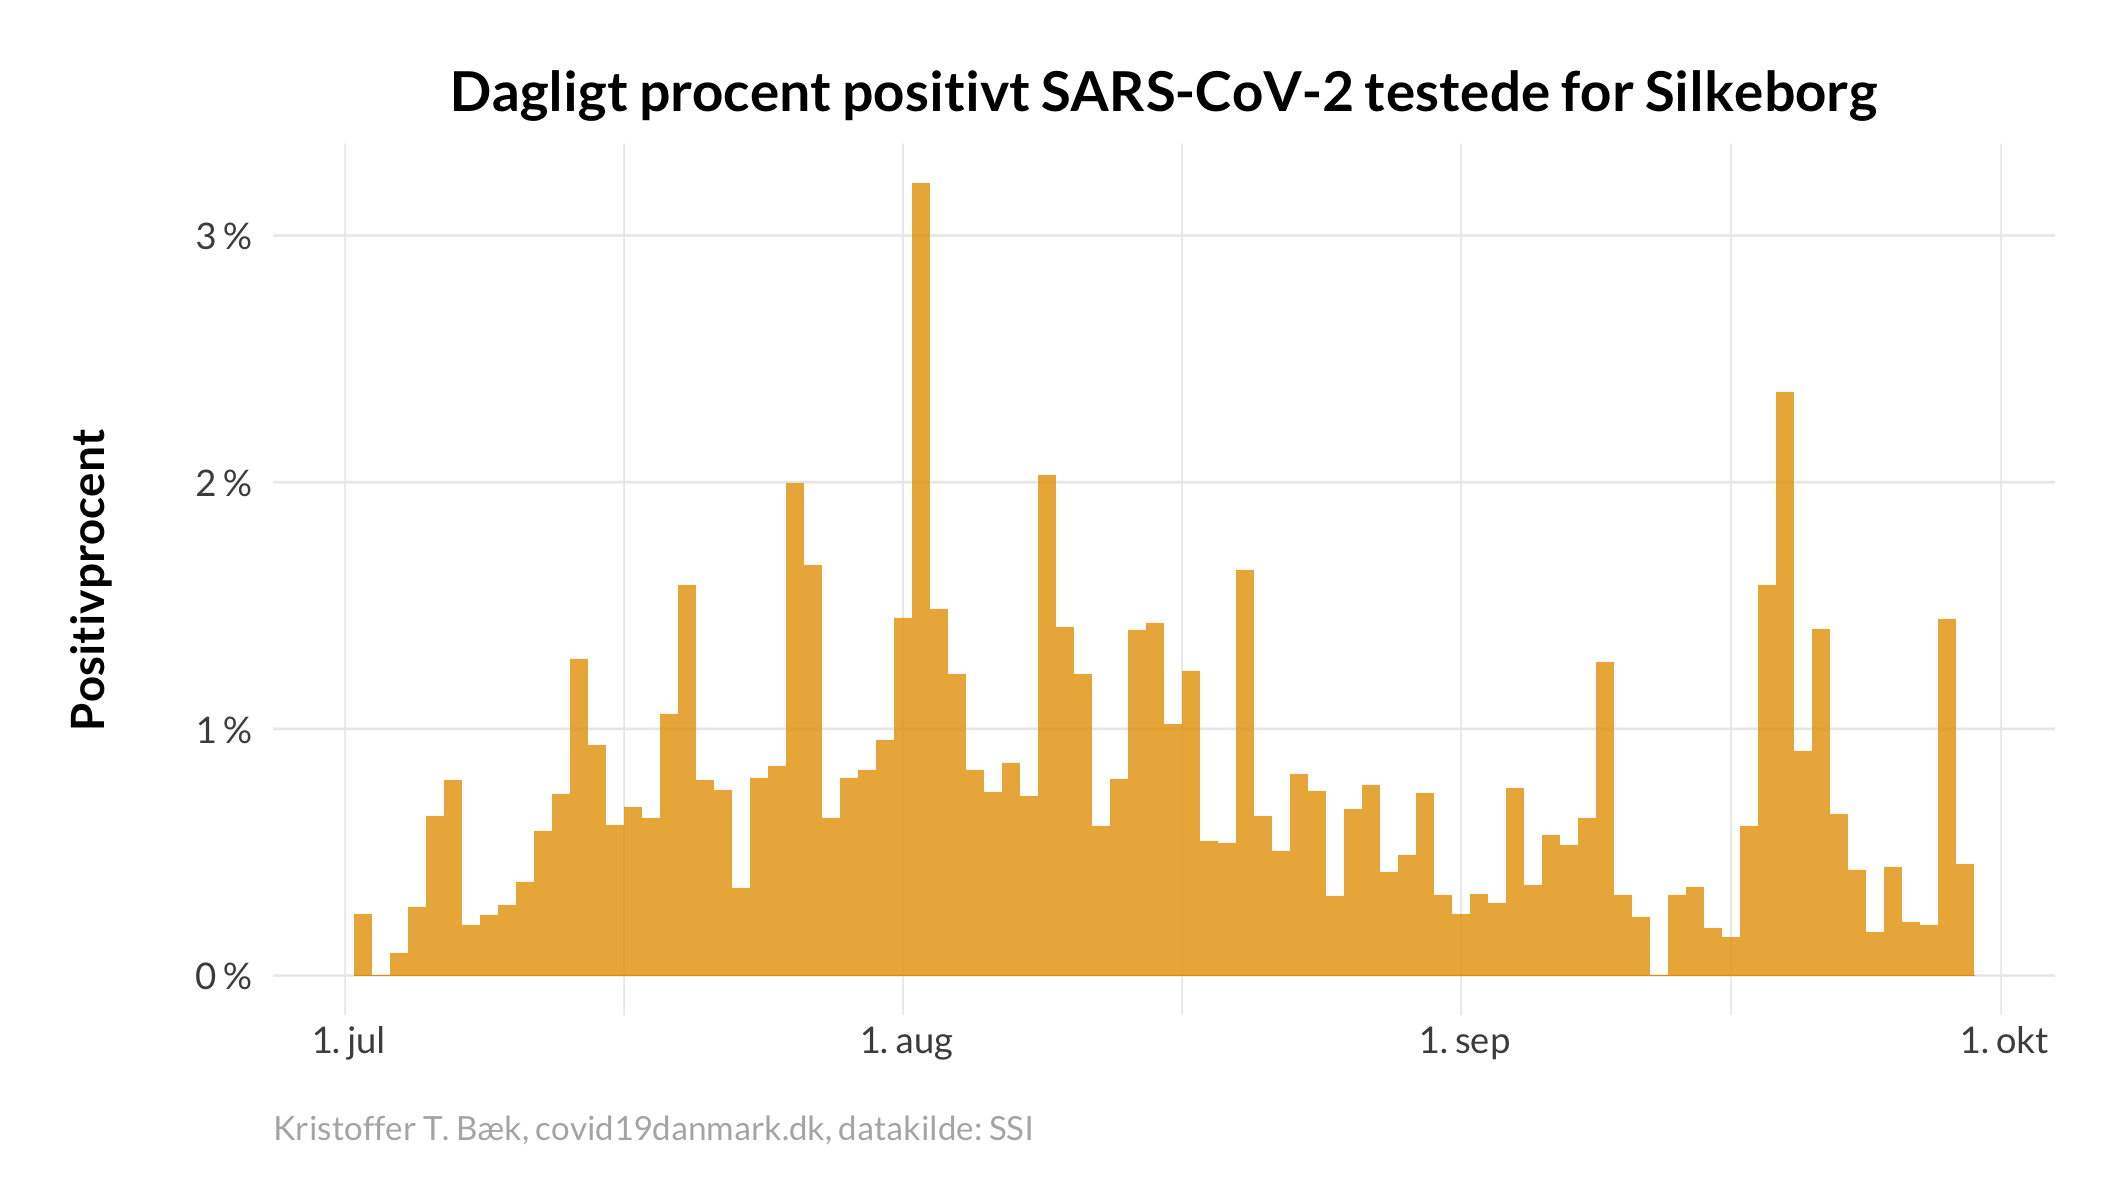 Dagligt procent positivt SARS-CoV-2 testede for Silkeborg
Positivprocent
3 %
2 %
1 %
0 %
1. jul
1. aug
1. sep
1. okt
Kristoffer T. Bæk, covid19danmark.dk, datakilde: SSI